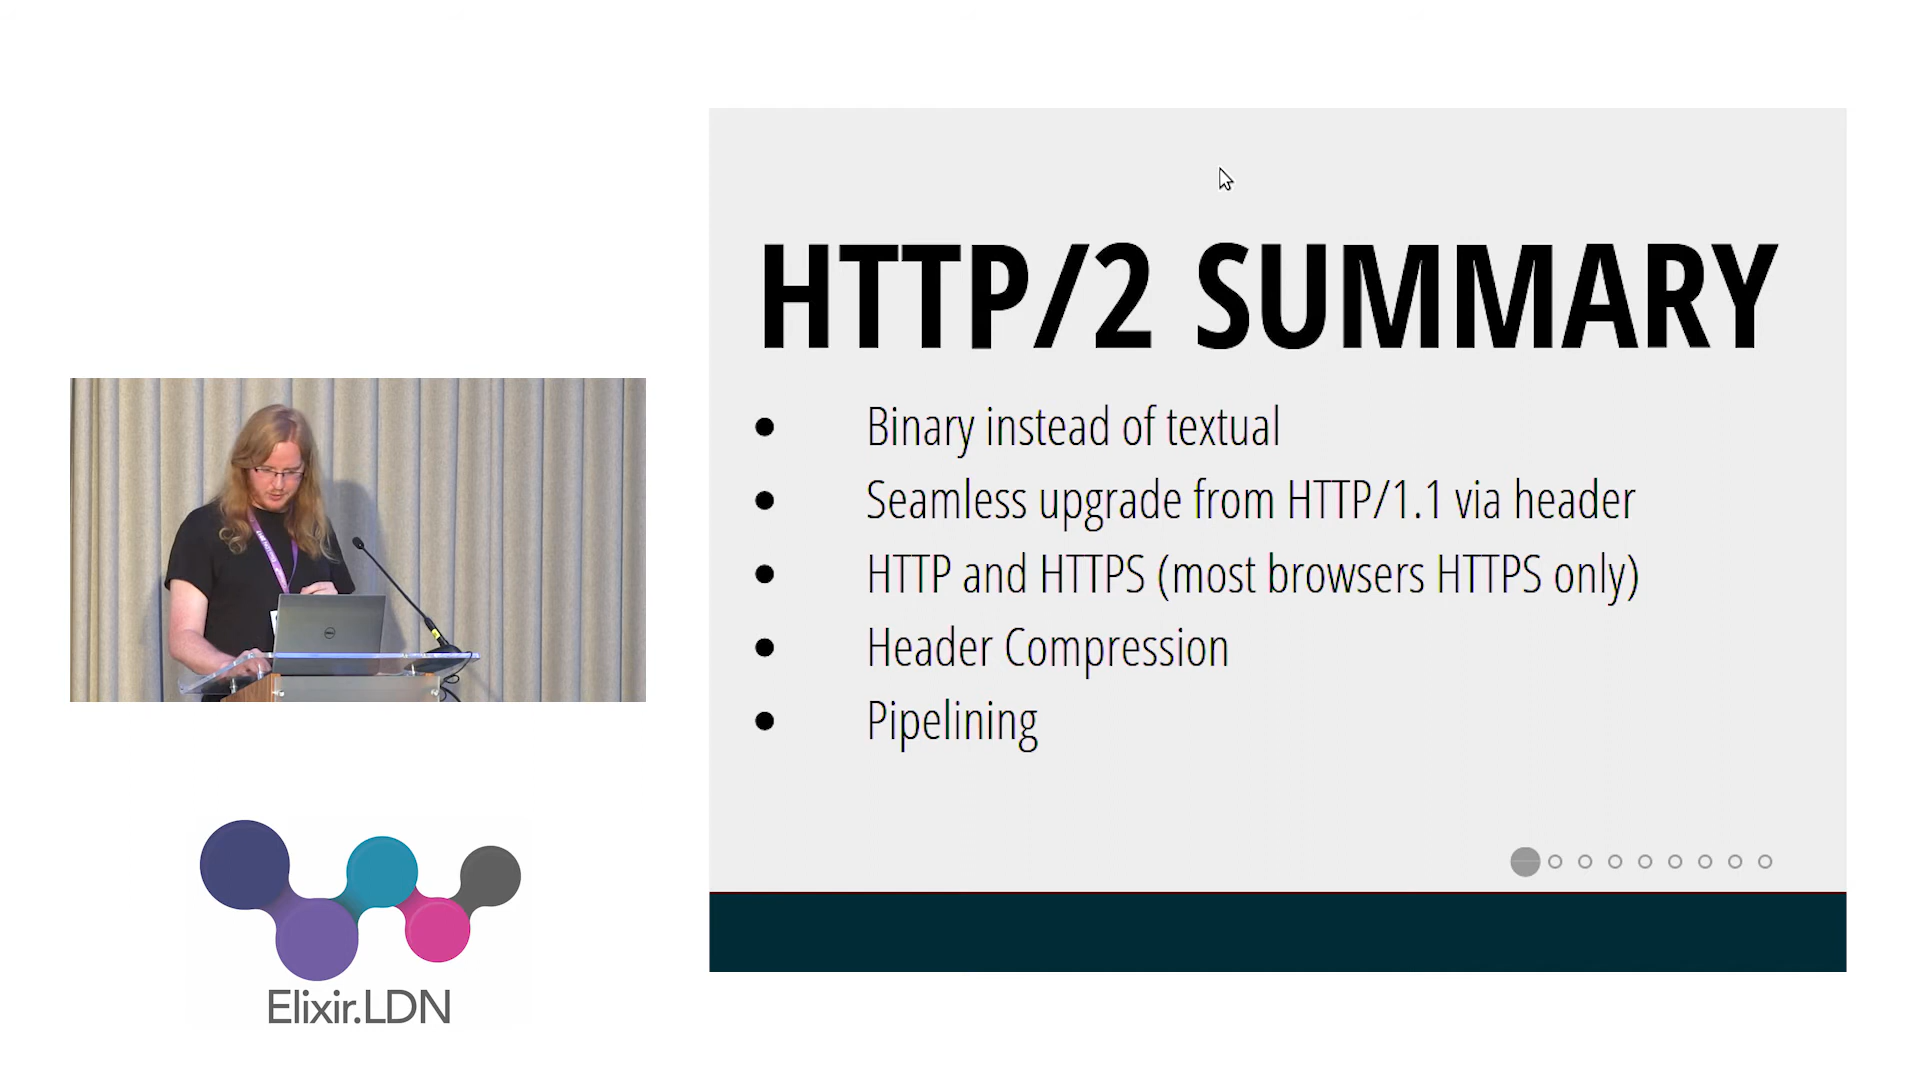 HTTP/2 SUMMARY
● Binary instead of textual
● Seamless upgrade from HTTP/1.1 via header
● HTTP and HTTPS (most browsers HTTPS only)
● Header Compression
● Pipelining
Elixir.LDN